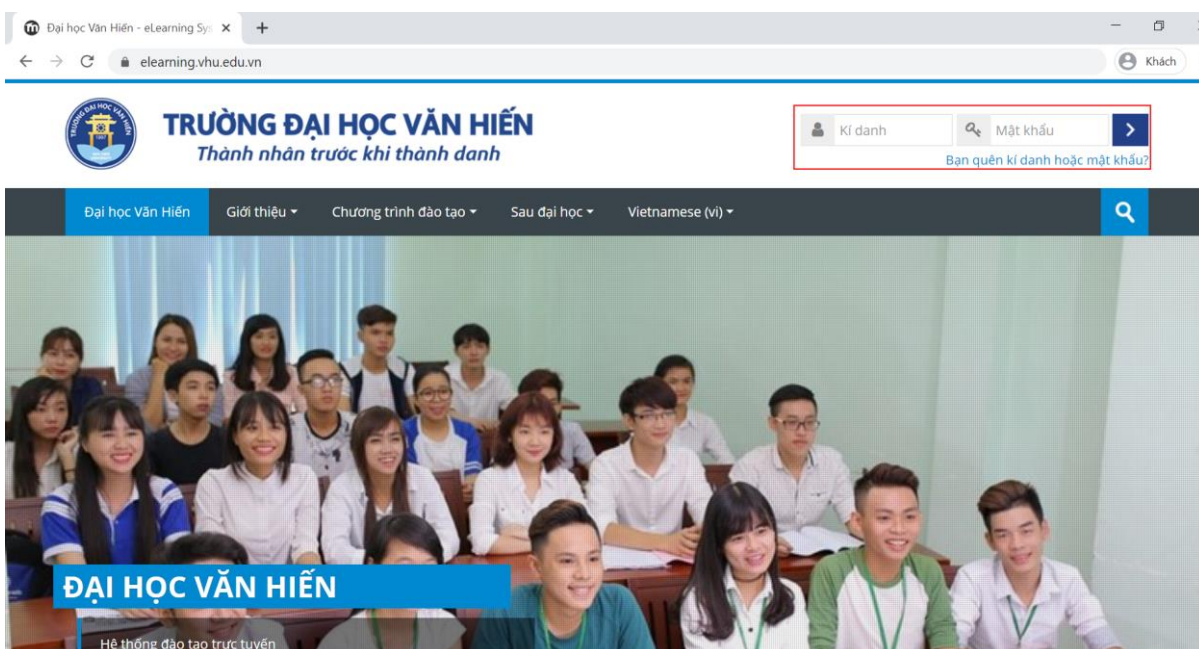 Đại học Văn Hiến - eLearning Sys
elearning.vhu.edu.vn
Khách
TRƯỜNG ĐẠI HỌC VĂN HIẾN
Thành nhân trước khi thành danh
Kí danh
Mật khẩu
Bạn quên kí danh hoặc mật khẩu?
Đại học Văn Hiến Giới thiệu Chương trình đào tạo Sau đại học Vietnamese (vi)
ĐẠI HỌC VĂN HIẾN
Hệ thống đào tạo trực tuyến